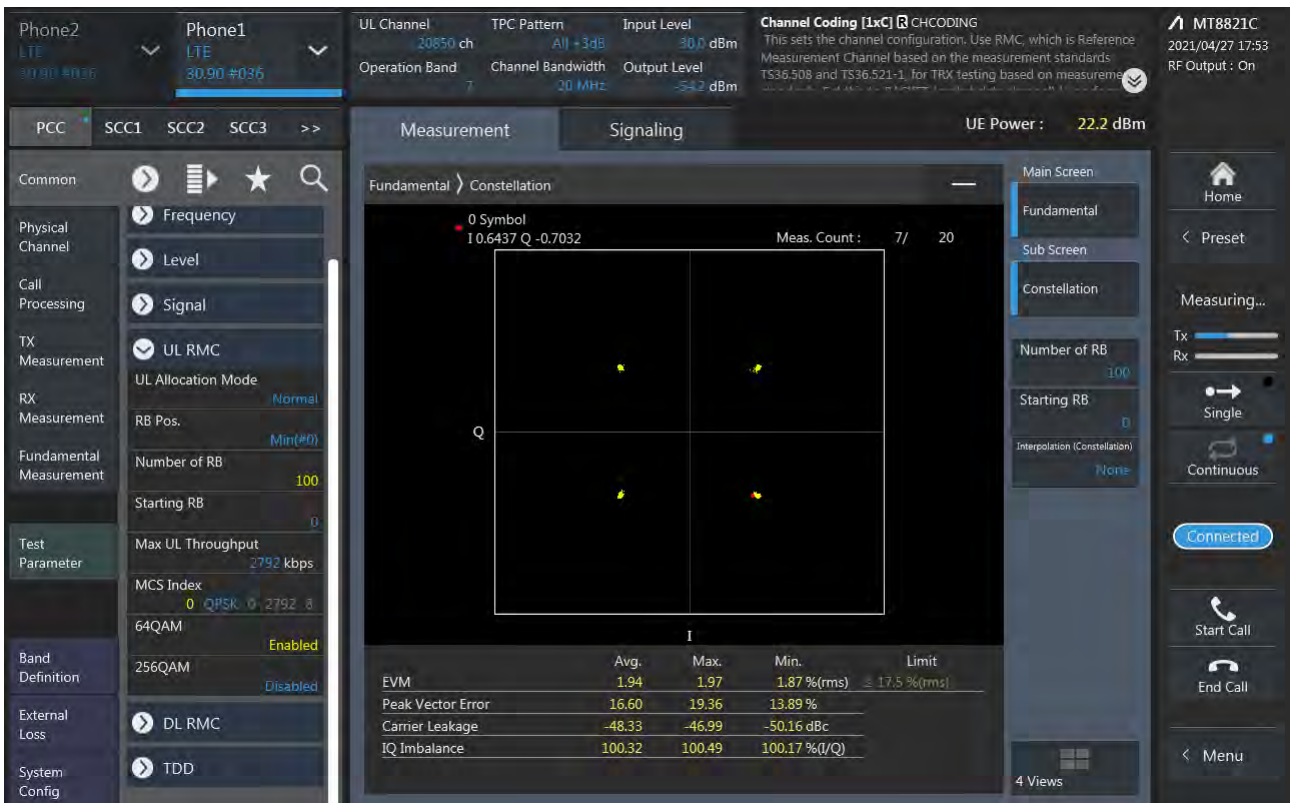 Phone2
LTE
30.90 #036
Phone1
LTE
30.90 #036
UL Channel
20850 ch
TPC Pattern
All +3dB
Input Level
30.0 dBm
Operation Band
7
Channel Bandwidth
20 MHz
Output Level
-54.2 dBm
Channel Coding [1xC] R CHCODING
This sets the channel configuration. Use RMC, which is Reference
Measurement Channel based on the measurement standards
TS36.508 and TS36.521-1, for TRX testing based on measureme
MT8821C
2021/04/27 17:53
RF Output : On
PCC SCC1 SCC2 SCC3 >>
Measurement
Signaling
UE Power : 22.2 dBm
Common
Physical
Channel
Call
Processing
TX
Measurement
RX
Measurement
Fundamental
Measurement
Test
Parameter
Band
Definition
External
Loss
System
Config
Frequency
Level
Signal
UL RMC
UL Allocation Mode
Normal
RB Pos.
Min(#0)
Number of RB
100
Starting RB
0
Max UL Throughput
2792 kbps
MCS Index
0 QPSK 0 2792 8
64QAM
Enabled
256QAM
Disabled
DL RMC
TDD
Fundamental > Constellation
0 Symbol
I 0.6437 Q -0.7032
Meas. Count : 7/ 20
Q
I
Avg. Max. Min. Limit
EVM 1.94 1.97 1.87 %(rms) ≤ 17.5 %(rms)
Peak Vector Error 16.60 19.36 13.89 %
Carrier Leakage -48.33 -46.99 -50.16 dBc
IQ Imbalance 100.32 100.49 100.17 %(I/Q)
Main Screen
Fundamental
Sub Screen
Constellation
Number of RB
100
Starting RB
0
Interpolation (Constellation)
None
4 Views
Home
< Preset
Measuring...
Tx
Rx
Single
Continuous
Connected
Start Call
End Call
< Menu